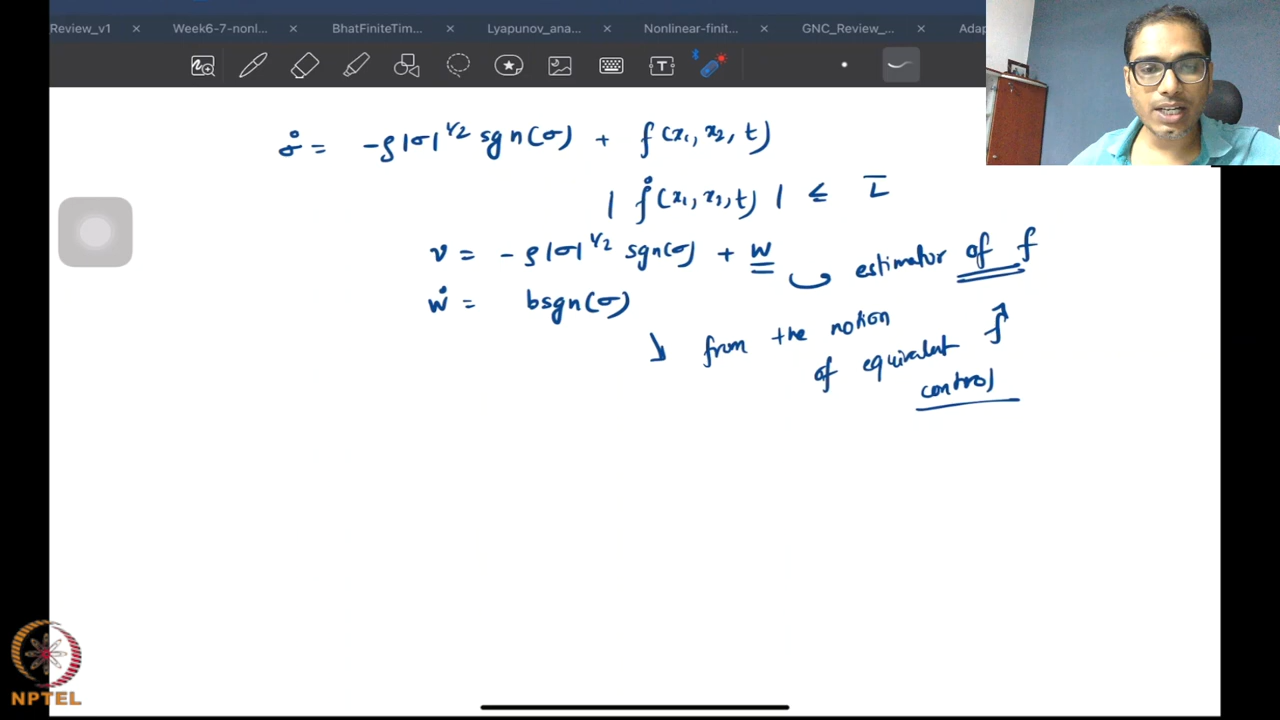 Review_v1 Week6-7-nonl... BhatFiniteTim... Lyapunov_ana... Nonlinear-finit... GNC_Review_... Adap
σ̇ = -ρ|σ|^{1/2} sgn(σ) + f(x₁, x₂, t)
| ḟ(x₁, x₂, t) | ≤ L̅
v = -ρ|σ|^{1/2} sgn(σ) + w estimator of f
ẇ = bsgn(σ)
from the notion f̂
of equivalent
control
NPTEL